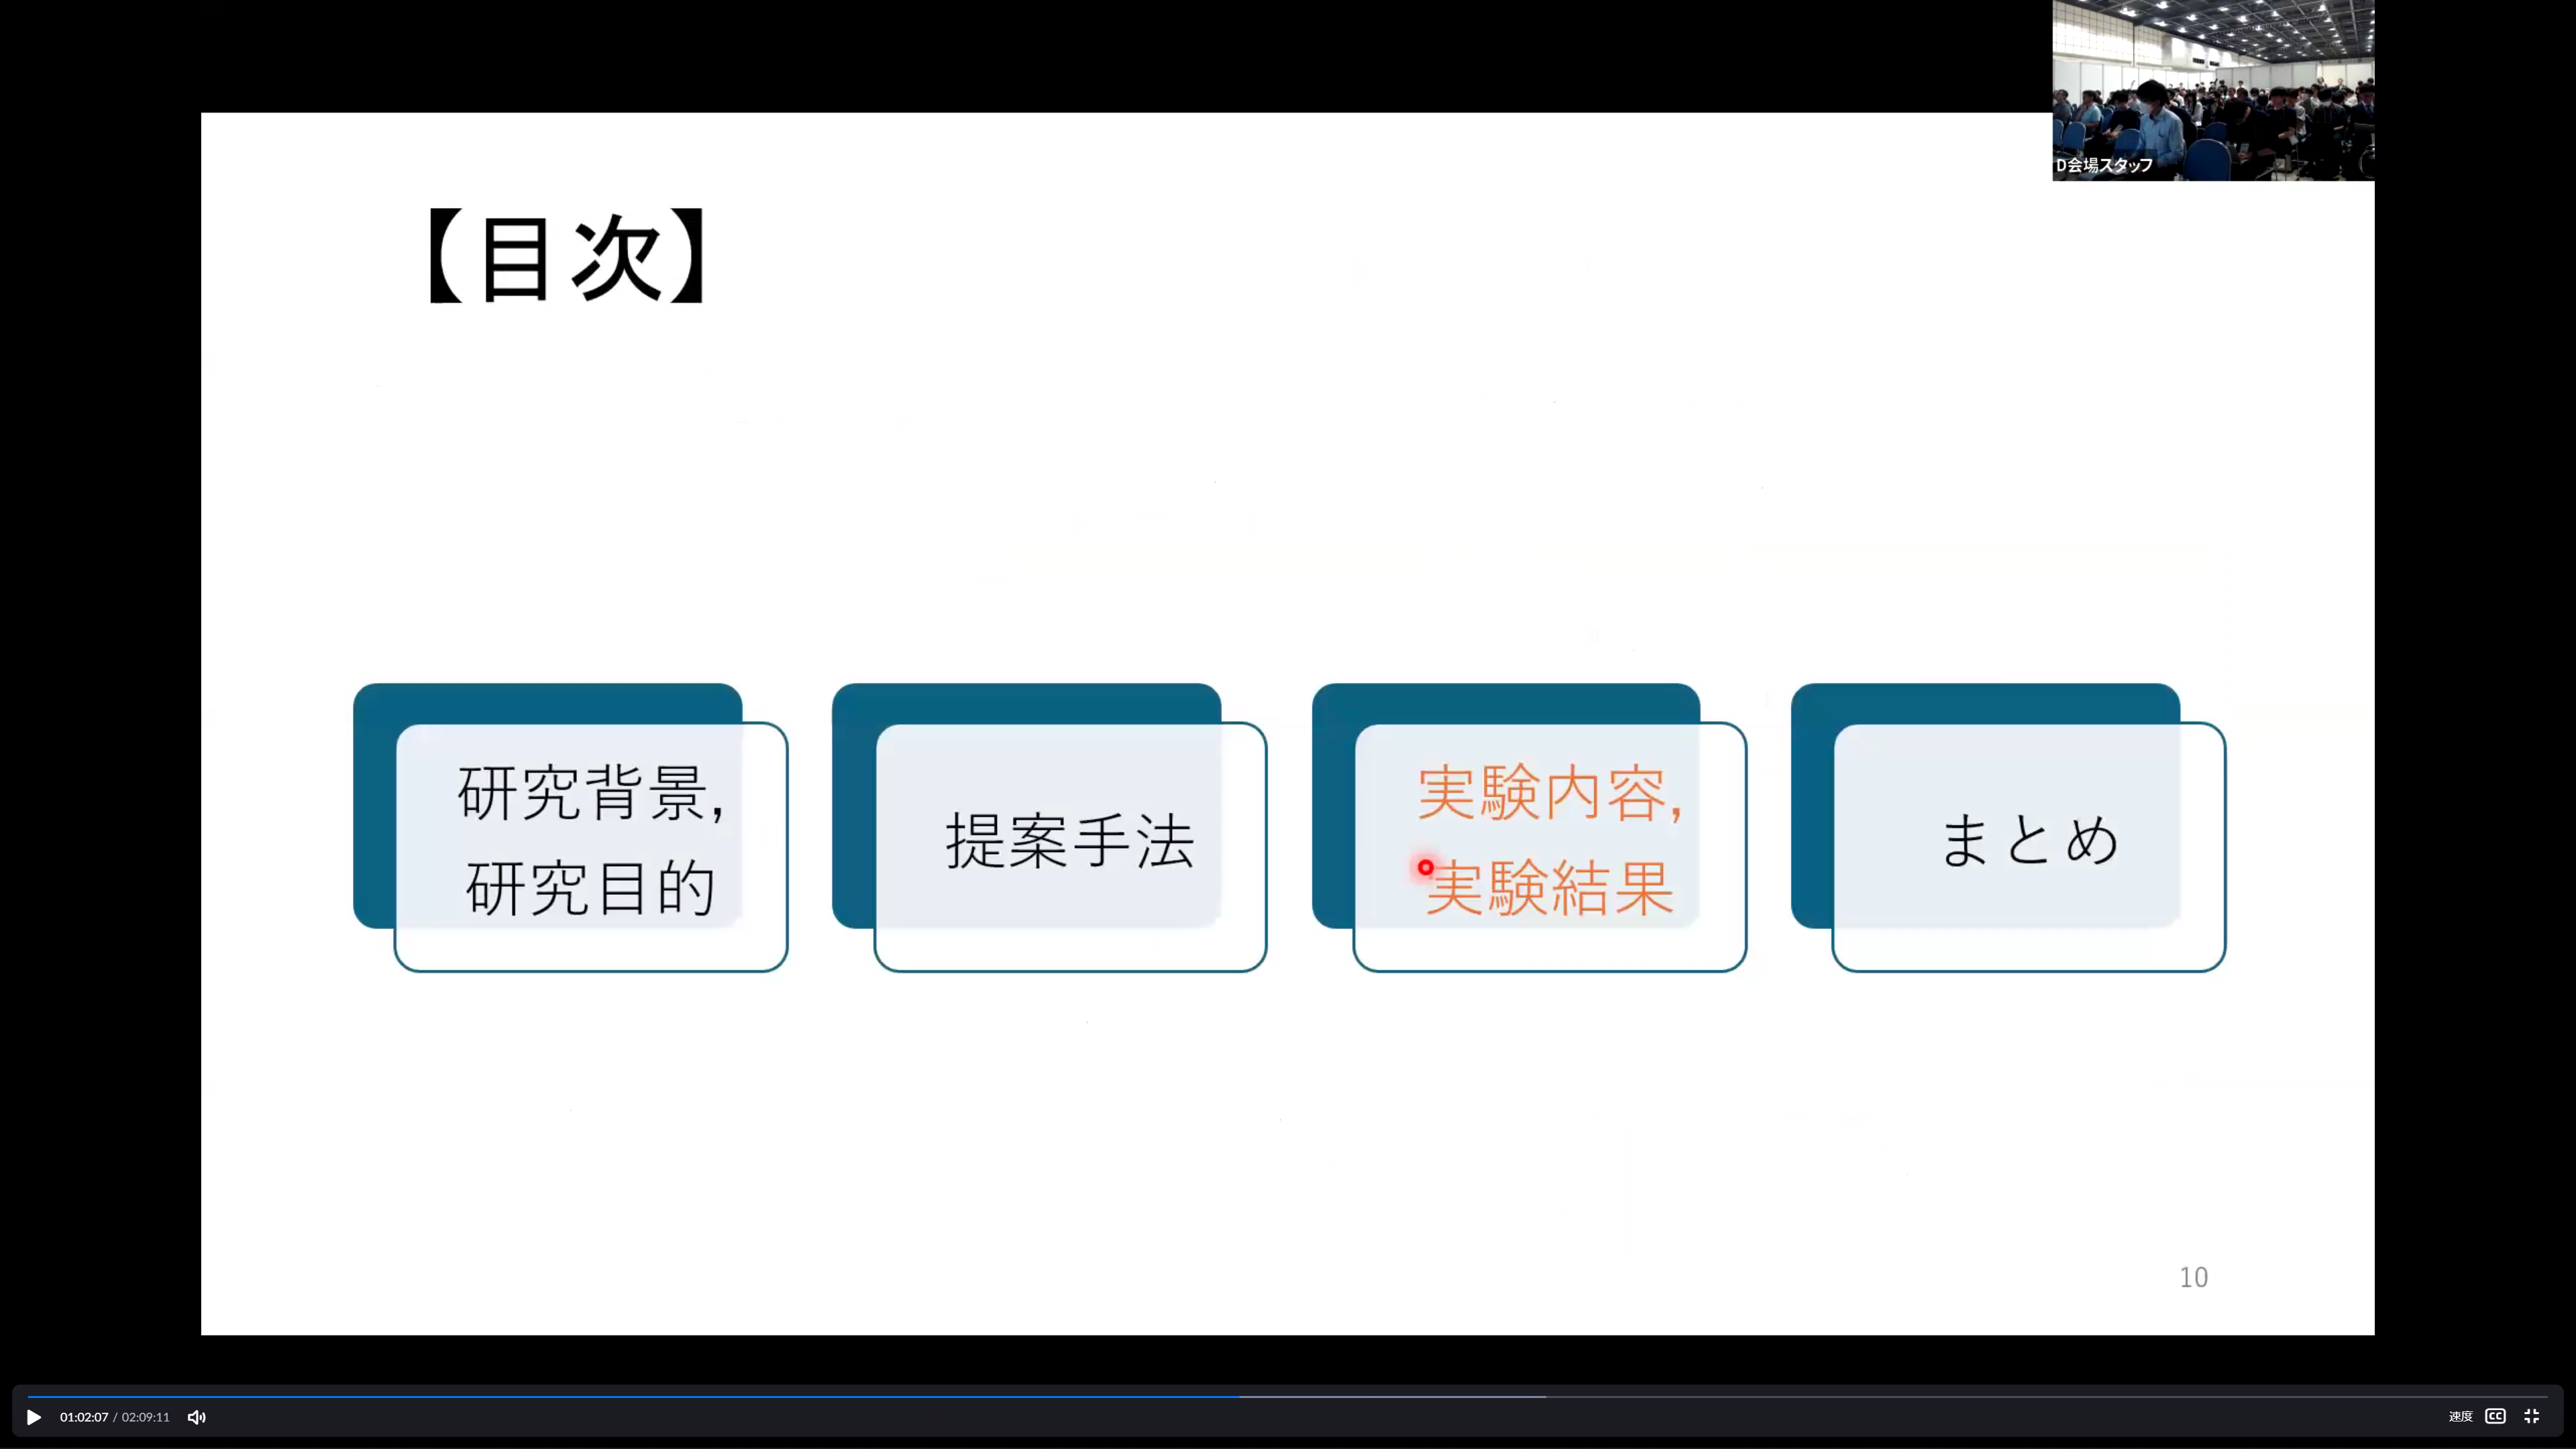 D会場スタッフ
【目次】
研究背景,
研究目的
提案手法
実験内容,
実験結果
まとめ
10
01:02:07 / 02:09:11
速度
CC